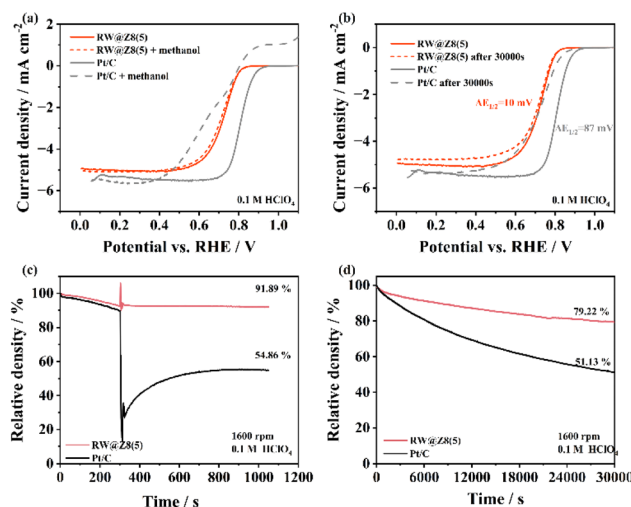 (a)
RW@Z8(5)
RW@Z8(5) + methanol
Pt/C
Pt/C + methanol
0.1 M HClO₄
Current density / mA cm⁻²
2
0
-2
-4
-6
0.0 0.2 0.4 0.6 0.8 1.0
Potential vs. RHE / V
(b)
RW@Z8(5)
RW@Z8(5) after 30000s
Pt/C
Pt/C after 30000s
ΔE1/2=10 mV
ΔE1/2=87 mV
0.1 M HClO₄
Current density / mA cm⁻²
2
0
-2
-4
-6
-8
0.0 0.2 0.4 0.6 0.8 1.0
Potential vs. RHE / V
(c)
91.89 %
54.86 %
1600 rpm
RW@Z8(5)
Pt/C
0.1 M HClO₄
Relative density / %
120
100
80
60
40
20
0
0 200 400 600 800 1000 1200
Time / s
(d)
79.22 %
51.13 %
1600 rpm
RW@Z8(5)
Pt/C
0.1 M HClO₄
Relative density / %
100
80
60
40
20
0
0 6000 12000 18000 24000 30000
Time / s